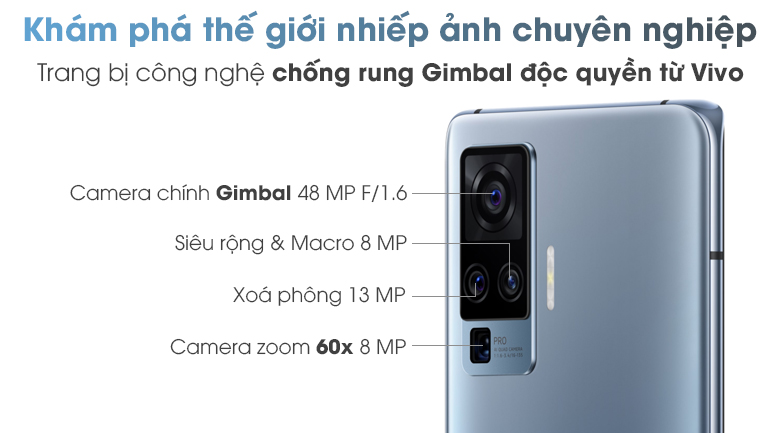 Khám phá thế giới nhiếp ảnh chuyên nghiệp
Trang bị công nghệ chống rung Gimbal độc quyền từ Vivo
Camera chính Gimbal 48 MP F/1.6
Siêu rộng & Macro 8 MP
Xoá phông 13 MP
Camera zoom 60x 8 MP
PRO